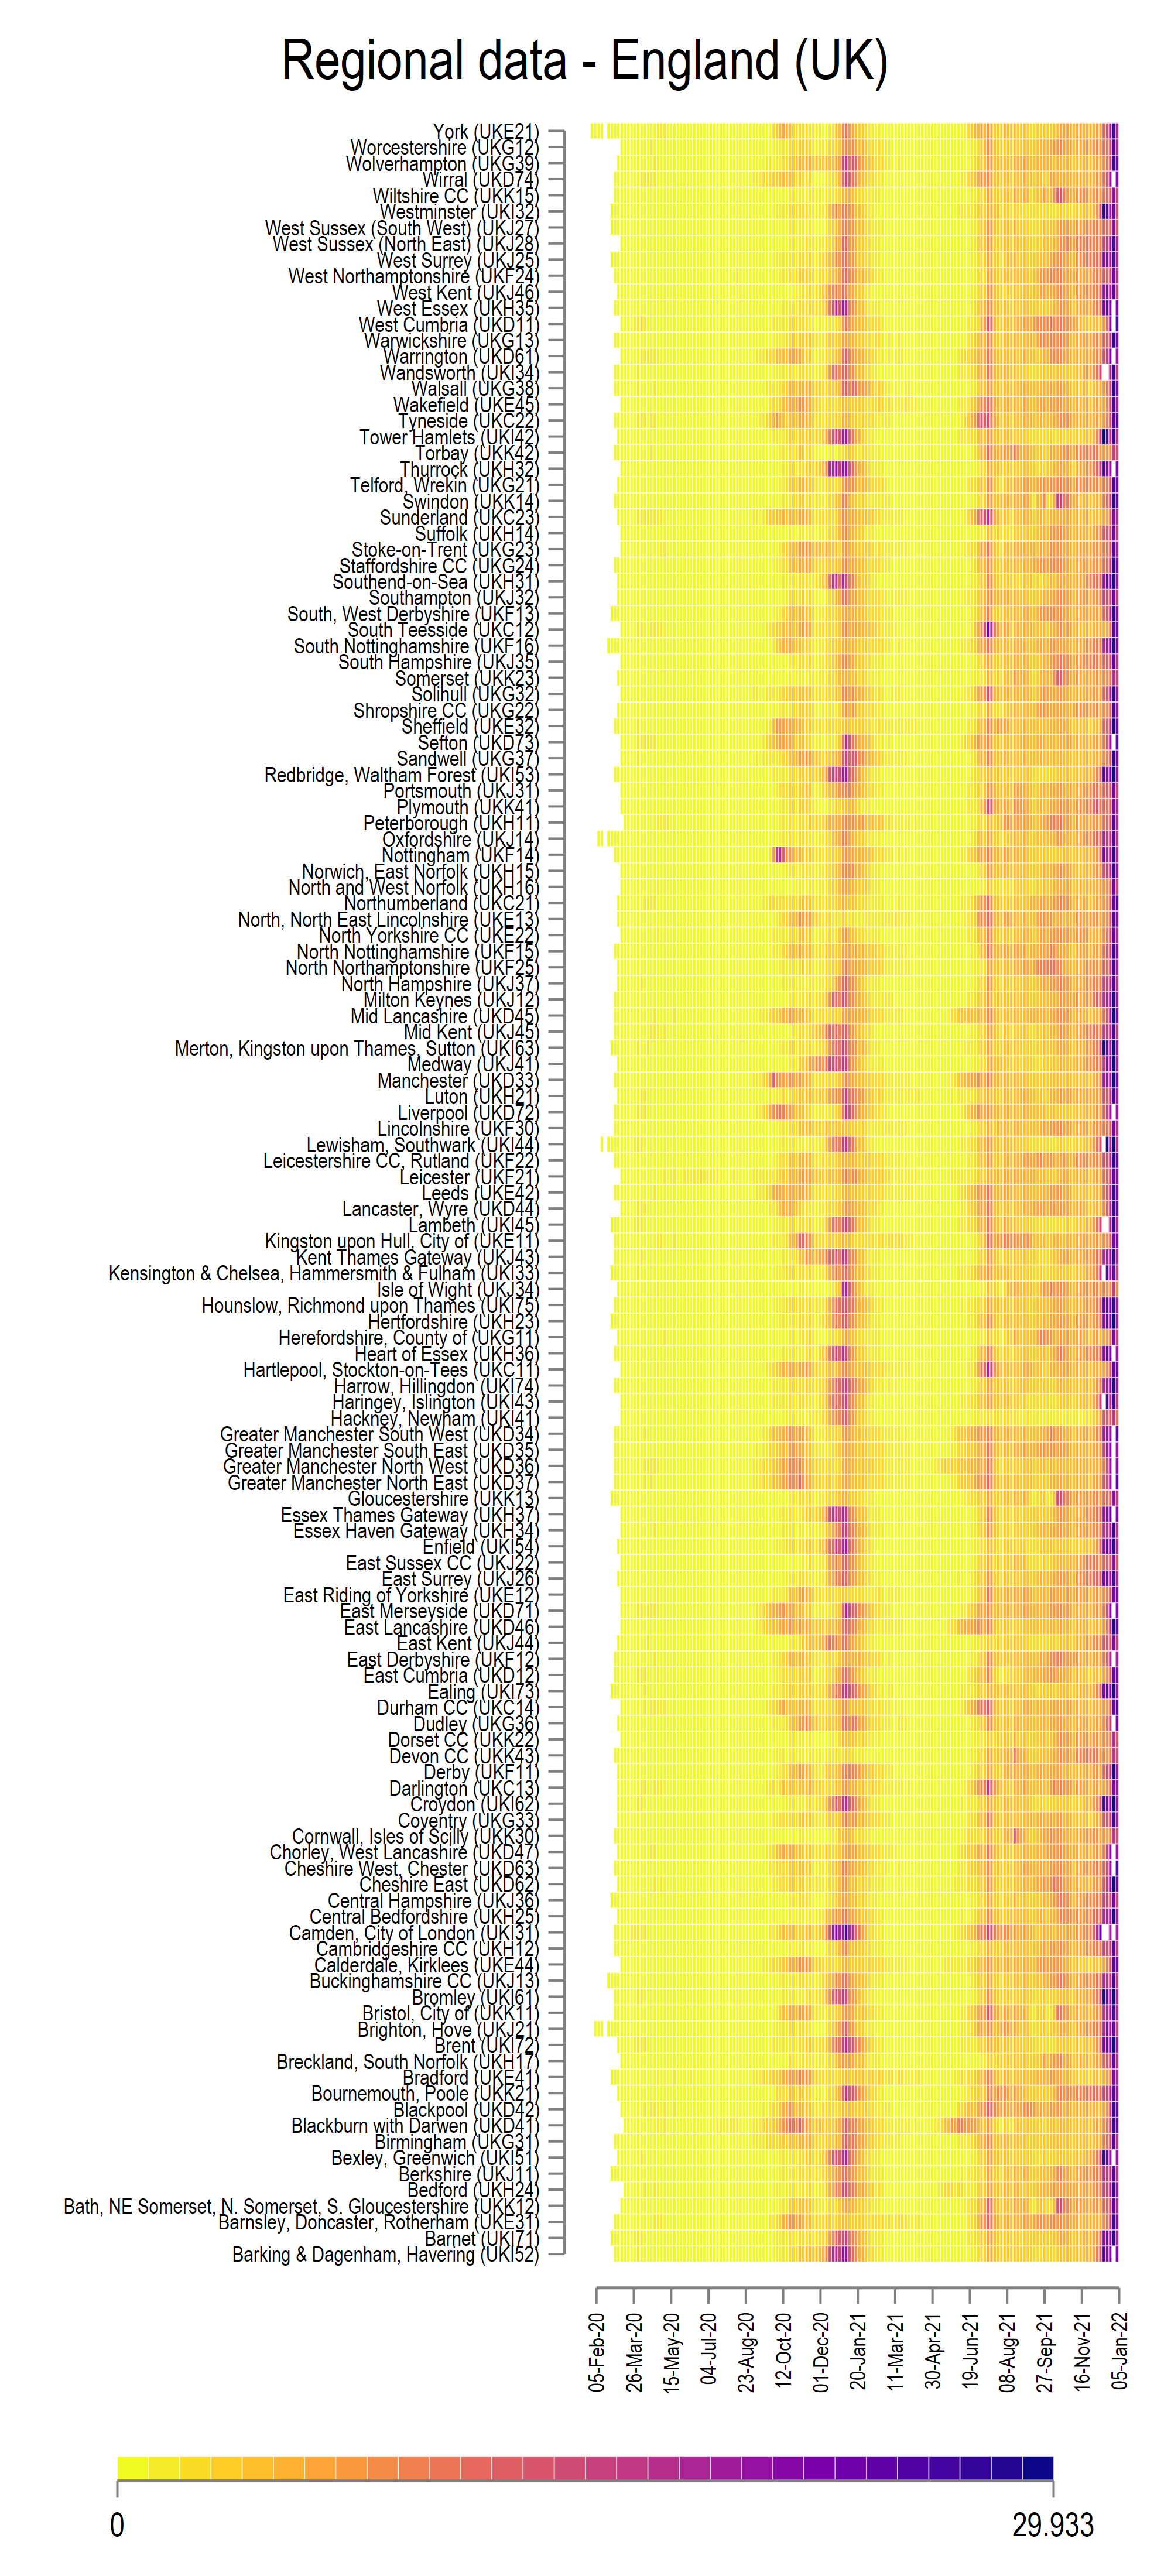 Regional data - England (UK)
York (UKE21)
Worcestershire (UKG12)
Wolverhampton (UKG39)
Wirral (UKD74)
Wiltshire CC (UKK15)
Westminster (UKI32)
West Sussex (South West) (UKJ27)
West Sussex (North East) (UKJ28)
West Surrey (UKJ25)
West Northamptonshire (UKF24)
West Kent (UKJ46)
West Essex (UKH35)
West Cumbria (UKD11)
Warwickshire (UKG13)
Warrington (UKD61)
Wandsworth (UKI34)
Walsall (UKG38)
Wakefield (UKE45)
Tyneside (UKC22)
Tower Hamlets (UKI42)
Torbay (UKK42)
Thurrock (UKH32)
Telford, Wrekin (UKG21)
Swindon (UKK14)
Sunderland (UKC23)
Suffolk (UKH14)
Stoke-on-Trent (UKG23)
Staffordshire CC (UKG24)
Southend-on-Sea (UKH31)
Southampton (UKJ32)
South, West Derbyshire (UKF13)
South Teesside (UKC12)
South Nottinghamshire (UKF16)
South Hampshire (UKJ35)
Somerset (UKK23)
Solihull (UKG32)
Shropshire CC (UKG22)
Sheffield (UKE32)
Sefton (UKD73)
Sandwell (UKG37)
Redbridge, Waltham Forest (UKI53)
Portsmouth (UKJ31)
Plymouth (UKK41)
Peterborough (UKH11)
Oxfordshire (UKJ14)
Nottingham (UKF14)
Norwich, East Norfolk (UKH15)
North and West Norfolk (UKH16)
Northumberland (UKC21)
North, North East Lincolnshire (UKE13)
North Yorkshire CC (UKE22)
North Nottinghamshire (UKF15)
North Northamptonshire (UKF25)
North Hampshire (UKJ37)
Milton Keynes (UKJ12)
Mid Lancashire (UKD45)
Mid Kent (UKJ45)
Merton, Kingston upon Thames, Sutton (UKI63)
Medway (UKJ41)
Manchester (UKD33)
Luton (UKH21)
Liverpool (UKD72)
Lincolnshire (UKF30)
Lewisham, Southwark (UKI44)
Leicestershire CC, Rutland (UKF22)
Leicester (UKF21)
Leeds (UKE42)
Lancaster, Wyre (UKD44)
Lambeth (UKI45)
Kingston upon Hull, City of (UKE11)
Kent Thames Gateway (UKJ43)
Kensington & Chelsea, Hammersmith & Fulham (UKI33)
Isle of Wight (UKJ34)
Hounslow, Richmond upon Thames (UKI75)
Hertfordshire (UKH23)
Herefordshire, County of (UKG11)
Heart of Essex (UKH36)
Hartlepool, Stockton-on-Tees (UKC11)
Harrow, Hillingdon (UKI74)
Haringey, Islington (UKI43)
Hackney, Newham (UKI41)
Greater Manchester South West (UKD34)
Greater Manchester South East (UKD35)
Greater Manchester North West (UKD36)
Greater Manchester North East (UKD37)
Gloucestershire (UKK13)
Essex Thames Gateway (UKH37)
Essex Haven Gateway (UKH34)
Enfield (UKI54)
East Sussex CC (UKJ22)
East Surrey (UKJ26)
East Riding of Yorkshire (UKE12)
East Merseyside (UKD71)
East Lancashire (UKD46)
East Kent (UKJ44)
East Derbyshire (UKF12)
East Cumbria (UKD12)
Ealing (UKI73)
Durham CC (UKC14)
Dudley (UKG36)
Dorset CC (UKK22)
Devon CC (UKK43)
Derby (UKF11)
Darlington (UKC13)
Croydon (UKI62)
Coventry (UKG33)
Cornwall, Isles of Scilly (UKK30)
Chorley, West Lancashire (UKD47)
Cheshire West, Chester (UKD63)
Cheshire East (UKD62)
Central Hampshire (UKJ36)
Central Bedfordshire (UKH25)
Camden, City of London (UKI31)
Cambridgeshire CC (UKH12)
Calderdale, Kirklees (UKE44)
Buckinghamshire CC (UKJ13)
Bromley (UKI61)
Bristol, City of (UKK11)
Brighton, Hove (UKJ21)
Brent (UKI72)
Breckland, South Norfolk (UKH17)
Bradford (UKE41)
Bournemouth, Poole (UKK21)
Blackpool (UKD42)
Blackburn with Darwen (UKD41)
Birmingham (UKG31)
Bexley, Greenwich (UKI51)
Berkshire (UKJ11)
Bedford (UKH24)
Bath, NE Somerset, N. Somerset, S. Gloucestershire (UKK12)
Barnsley, Doncaster, Rotherham (UKE31)
Barnet (UKI71)
Barking & Dagenham, Havering (UKI52)
05-Feb-20
26-Mar-20
15-May-20
04-Jul-20
23-Aug-20
12-Oct-20
01-Dec-20
20-Jan-21
11-Mar-21
30-Apr-21
19-Jun-21
08-Aug-21
27-Sep-21
16-Nov-21
05-Jan-22
0
29.933